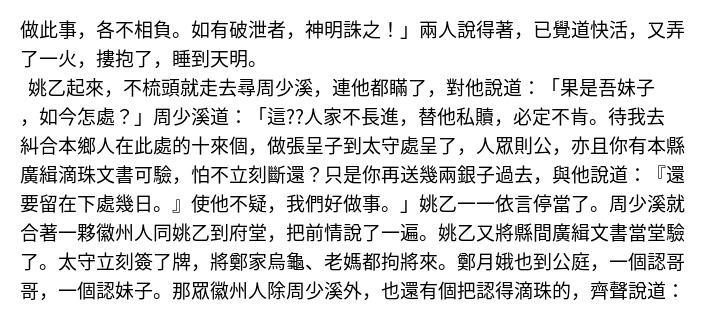 做此事，各不相負。如有破泄者，神明誅之！」兩人說得著，已覺道快活，又弄
了一火，摟抱了，睡到天明。
姚乙起來，不梳頭就走去尋周少溪，連他都瞞了，對他說道：「果是吾妹子
，如今怎處？」周少溪道：「這??人家不長進，替他私贖，必定不肯。待我去
糾合本鄉人在此處的十來個，做張呈子到太守處呈了，人眾則公，亦且你有本縣
廣緝滴珠文書可驗，怕不立刻斷還？只是你再送幾兩銀子過去，與他說道：『還
要留在下處幾日。』使他不疑，我們好做事。」姚乙一一依言停當了。周少溪就
合著一夥徽州人同姚乙到府堂，把前情說了一遍。姚乙又將縣間廣緝文書當堂驗
了。太守立刻簽了牌，將鄭家烏龜、老媽都拘將來。鄭月娥也到公庭，一個認哥
哥，一個認妹子。那眾徽州人除周少溪外，也還有個把認得滴珠的，齊聲說道：